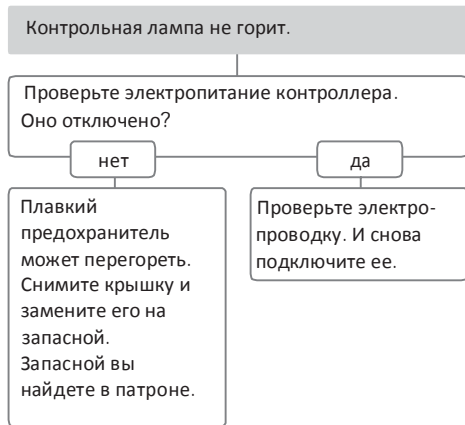 Контрольная лампа не горит.
Проверьте электропитание контроллера.
Оно отключено?
нет
да
Плавкий
предохранитель
может перегореть.
Снимите крышку и
замените его на
запасной.
Запасной вы
найдете в патроне.
Проверьте электро-
проводку. И снова
подключите ее.